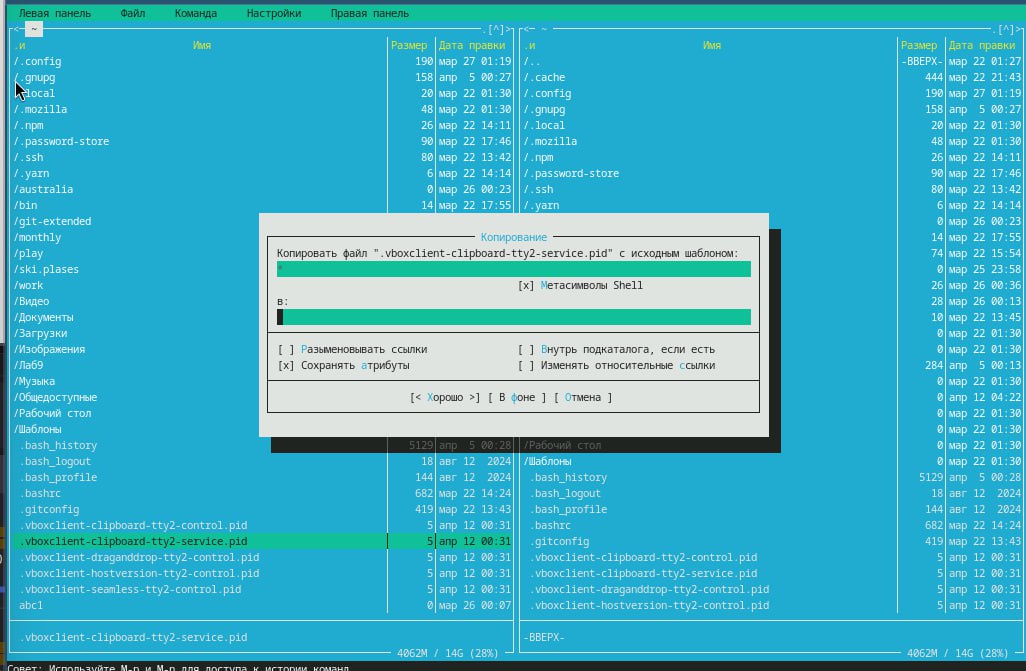 Левая панель Файл Команда Настройки Правая панель
<- ~ .[^]>
.и Имя Размер Дата правки
/.config 190 мар 27 01:19
/.gnupg 158 апр 5 00:27
local 20 мар 22 01:30
/.mozilla 48 мар 22 01:30
/.npm 26 мар 22 14:11
/.password-store 90 мар 22 17:46
/.ssh 80 мар 22 13:42
/.yarn 6 мар 22 14:14
/australia 0 мар 26 00:23
/bin 14 мар 22 17:55
/git-extended
/monthly
/play
/ski.plases
/work
/Видео
/Документы
/Загрузки
/Изображения
/Лаб9
/Музыка
/Общедоступные
/Рабочий стол
/Шаблоны
.bash_history 5129 апр 5 00:28
.bash_logout 18 авг 12 2024
.bash_profile 144 авг 12 2024
.bashrc 682 мар 22 14:24
.gitconfig 419 мар 22 13:43
.vboxclient-clipboard-tty2-control.pid 5 апр 12 00:31
.vboxclient-clipboard-tty2-service.pid 5 апр 12 00:31
.vboxclient-draganddrop-tty2-control.pid 5 апр 12 00:31
.vboxclient-hostversion-tty2-control.pid 5 апр 12 00:31
.vboxclient-seamless-tty2-control.pid 5 апр 12 00:31
abc1 0 мар 26 00:07
.vboxclient-clipboard-tty2-service.pid
4062M / 14G (28%)
<- ~ .[^]>
.и Имя Размер Дата правки
/.. -ВВЕРХ- мар 22 01:27
/.cache 444 мар 22 21:43
/.config 190 мар 27 01:19
/.gnupg 158 апр 5 00:27
/.local 20 мар 22 01:30
/.mozilla 48 мар 22 01:30
/.npm 26 мар 22 14:11
/.password-store 90 мар 22 17:46
/.ssh 80 мар 22 13:42
/.yarn 6 мар 22 14:14
0 мар 26 00:23
14 мар 22 17:55
74 мар 22 15:54
0 мар 25 23:58
26 мар 26 00:36
28 мар 26 00:13
10 мар 22 13:45
0 мар 22 01:30
0 мар 22 01:30
284 апр 5 00:13
0 мар 22 01:30
0 апр 12 04:22
0 мар 22 01:30
0 мар 22 01:30
/Рабочий стол 0 мар 22 01:30
/Шаблоны 0 мар 22 01:30
.bash_history 5129 апр 5 00:28
.bash_logout 18 авг 12 2024
.bash_profile 144 авг 12 2024
.bashrc 682 мар 22 14:24
.gitconfig 419 мар 22 13:43
.vboxclient-clipboard-tty2-control.pid 5 апр 12 00:31
.vboxclient-clipboard-tty2-service.pid 5 апр 12 00:31
.vboxclient-draganddrop-tty2-control.pid 5 апр 12 00:31
.vboxclient-hostversion-tty2-control.pid 5 апр 12 00:31
-ВВЕРХ-
4062M / 14G (28%)
Копирование
Копировать файл ".vboxclient-clipboard-tty2-service.pid" с исходным шаблоном:
*
[x] Метасимволы Shell
в:
[ ] Разыменовывать ссылки [ ] Внутрь подкаталога, если есть
[x] Сохранять атрибуты [ ] Изменять относительные ссылки
[< Хорошо >] [ В фоне ] [ Отмена ]
Совет: Используйте M-p и M-n для доступа к истории команд